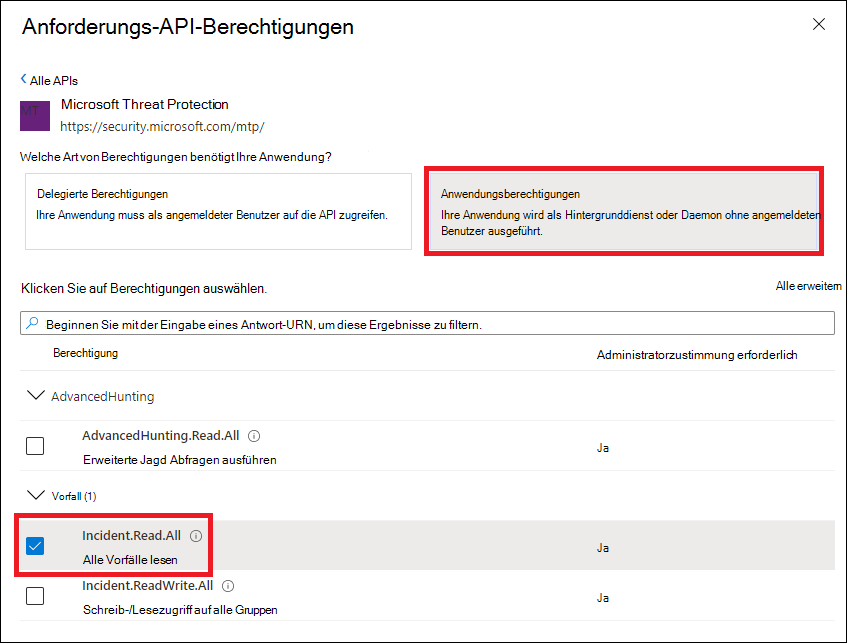 Anforderungs-API-Berechtigungen
Alle APIs
MT
Microsoft Threat Protection
https://security.microsoft.com/mtp/
Welche Art von Berechtigungen benötigt Ihre Anwendung?
Delegierte Berechtigungen
Ihre Anwendung muss als angemeldeter Benutzer auf die API zugreifen.
Anwendungsberechtigungen
Ihre Anwendung wird als Hintergrunddienst oder Daemon ohne angemeldeten
Benutzer ausgeführt.
Klicken Sie auf Berechtigungen auswählen.
Alle erweitern
Beginnen Sie mit der Eingabe eines Antwort-URN, um diese Ergebnisse zu filtern.
Berechtigung
Administratorzustimmung erforderlich
AdvancedHunting
AdvancedHunting.Read.All
Erweiterte Jagd Abfragen ausführen
Ja
Vorfall (1)
Incident.Read.All
Alle Vorfälle lesen
Ja
Incident.ReadWrite.All
Schreib-/Lesezugriff auf alle Gruppen
Ja